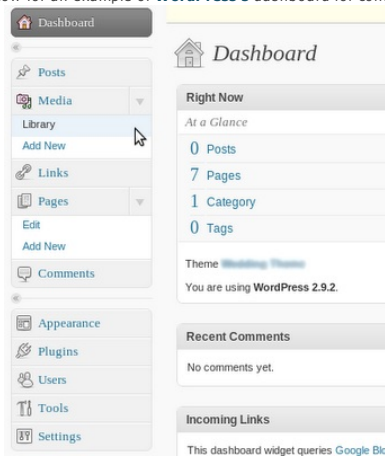 Dashboard
Posts
Media
Library
Add New
Links
Pages
Edit
Add New
Comments
Appearance
Plugins
Users
Tools
Settings
Dashboard
Right Now
At a Glance
0 Posts
7 Pages
1 Category
0 Tags
Theme
You are using WordPress 2.9.2.
Recent Comments
No comments yet.
Incoming Links
This dashboard widget queries Google